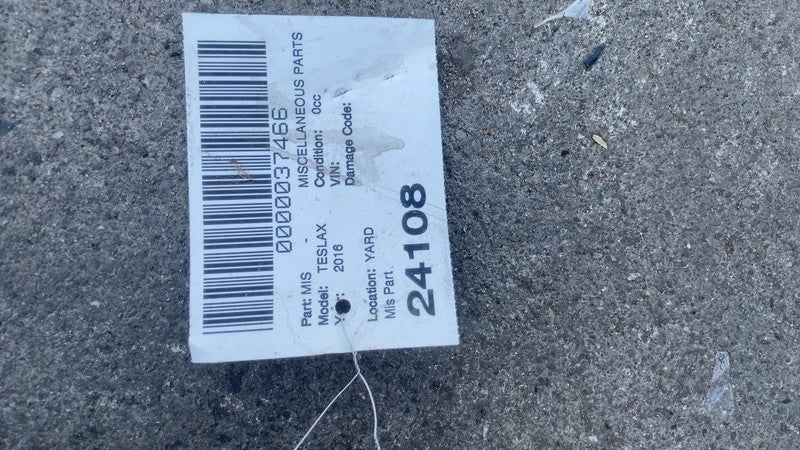 0000037466
Part: MIS - MISCELLANEOUS PARTS
Model: TESLAX Condition: 0cc
2016 VIN:
Damage Code:
Location: YARD
Mis Part.
24108